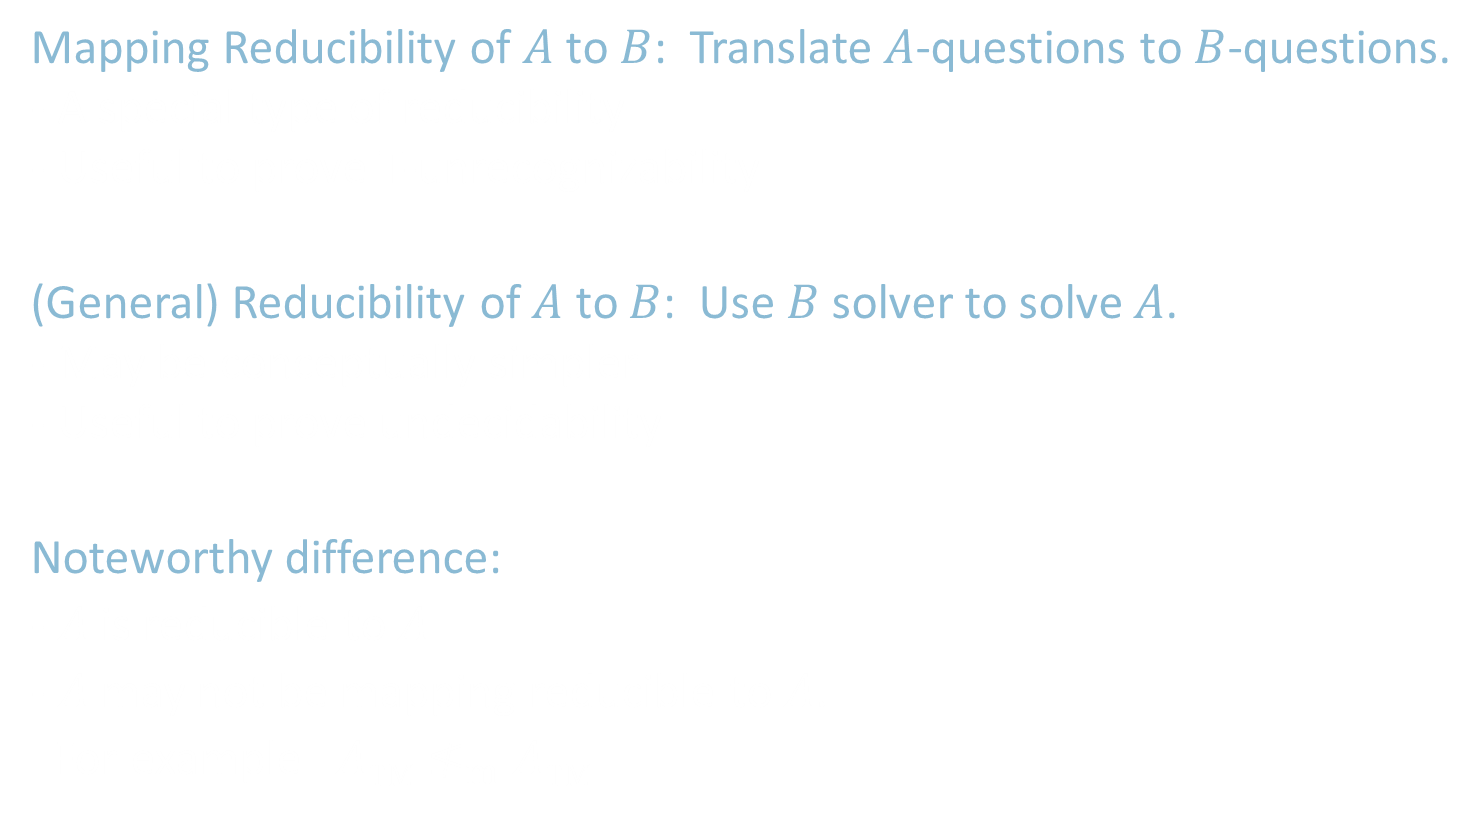 Mapping Reducibility of A to B: Translate A-questions to B-questions.
(General) Reducibility of A to B: Use B solver to solve A.
Noteworthy difference: